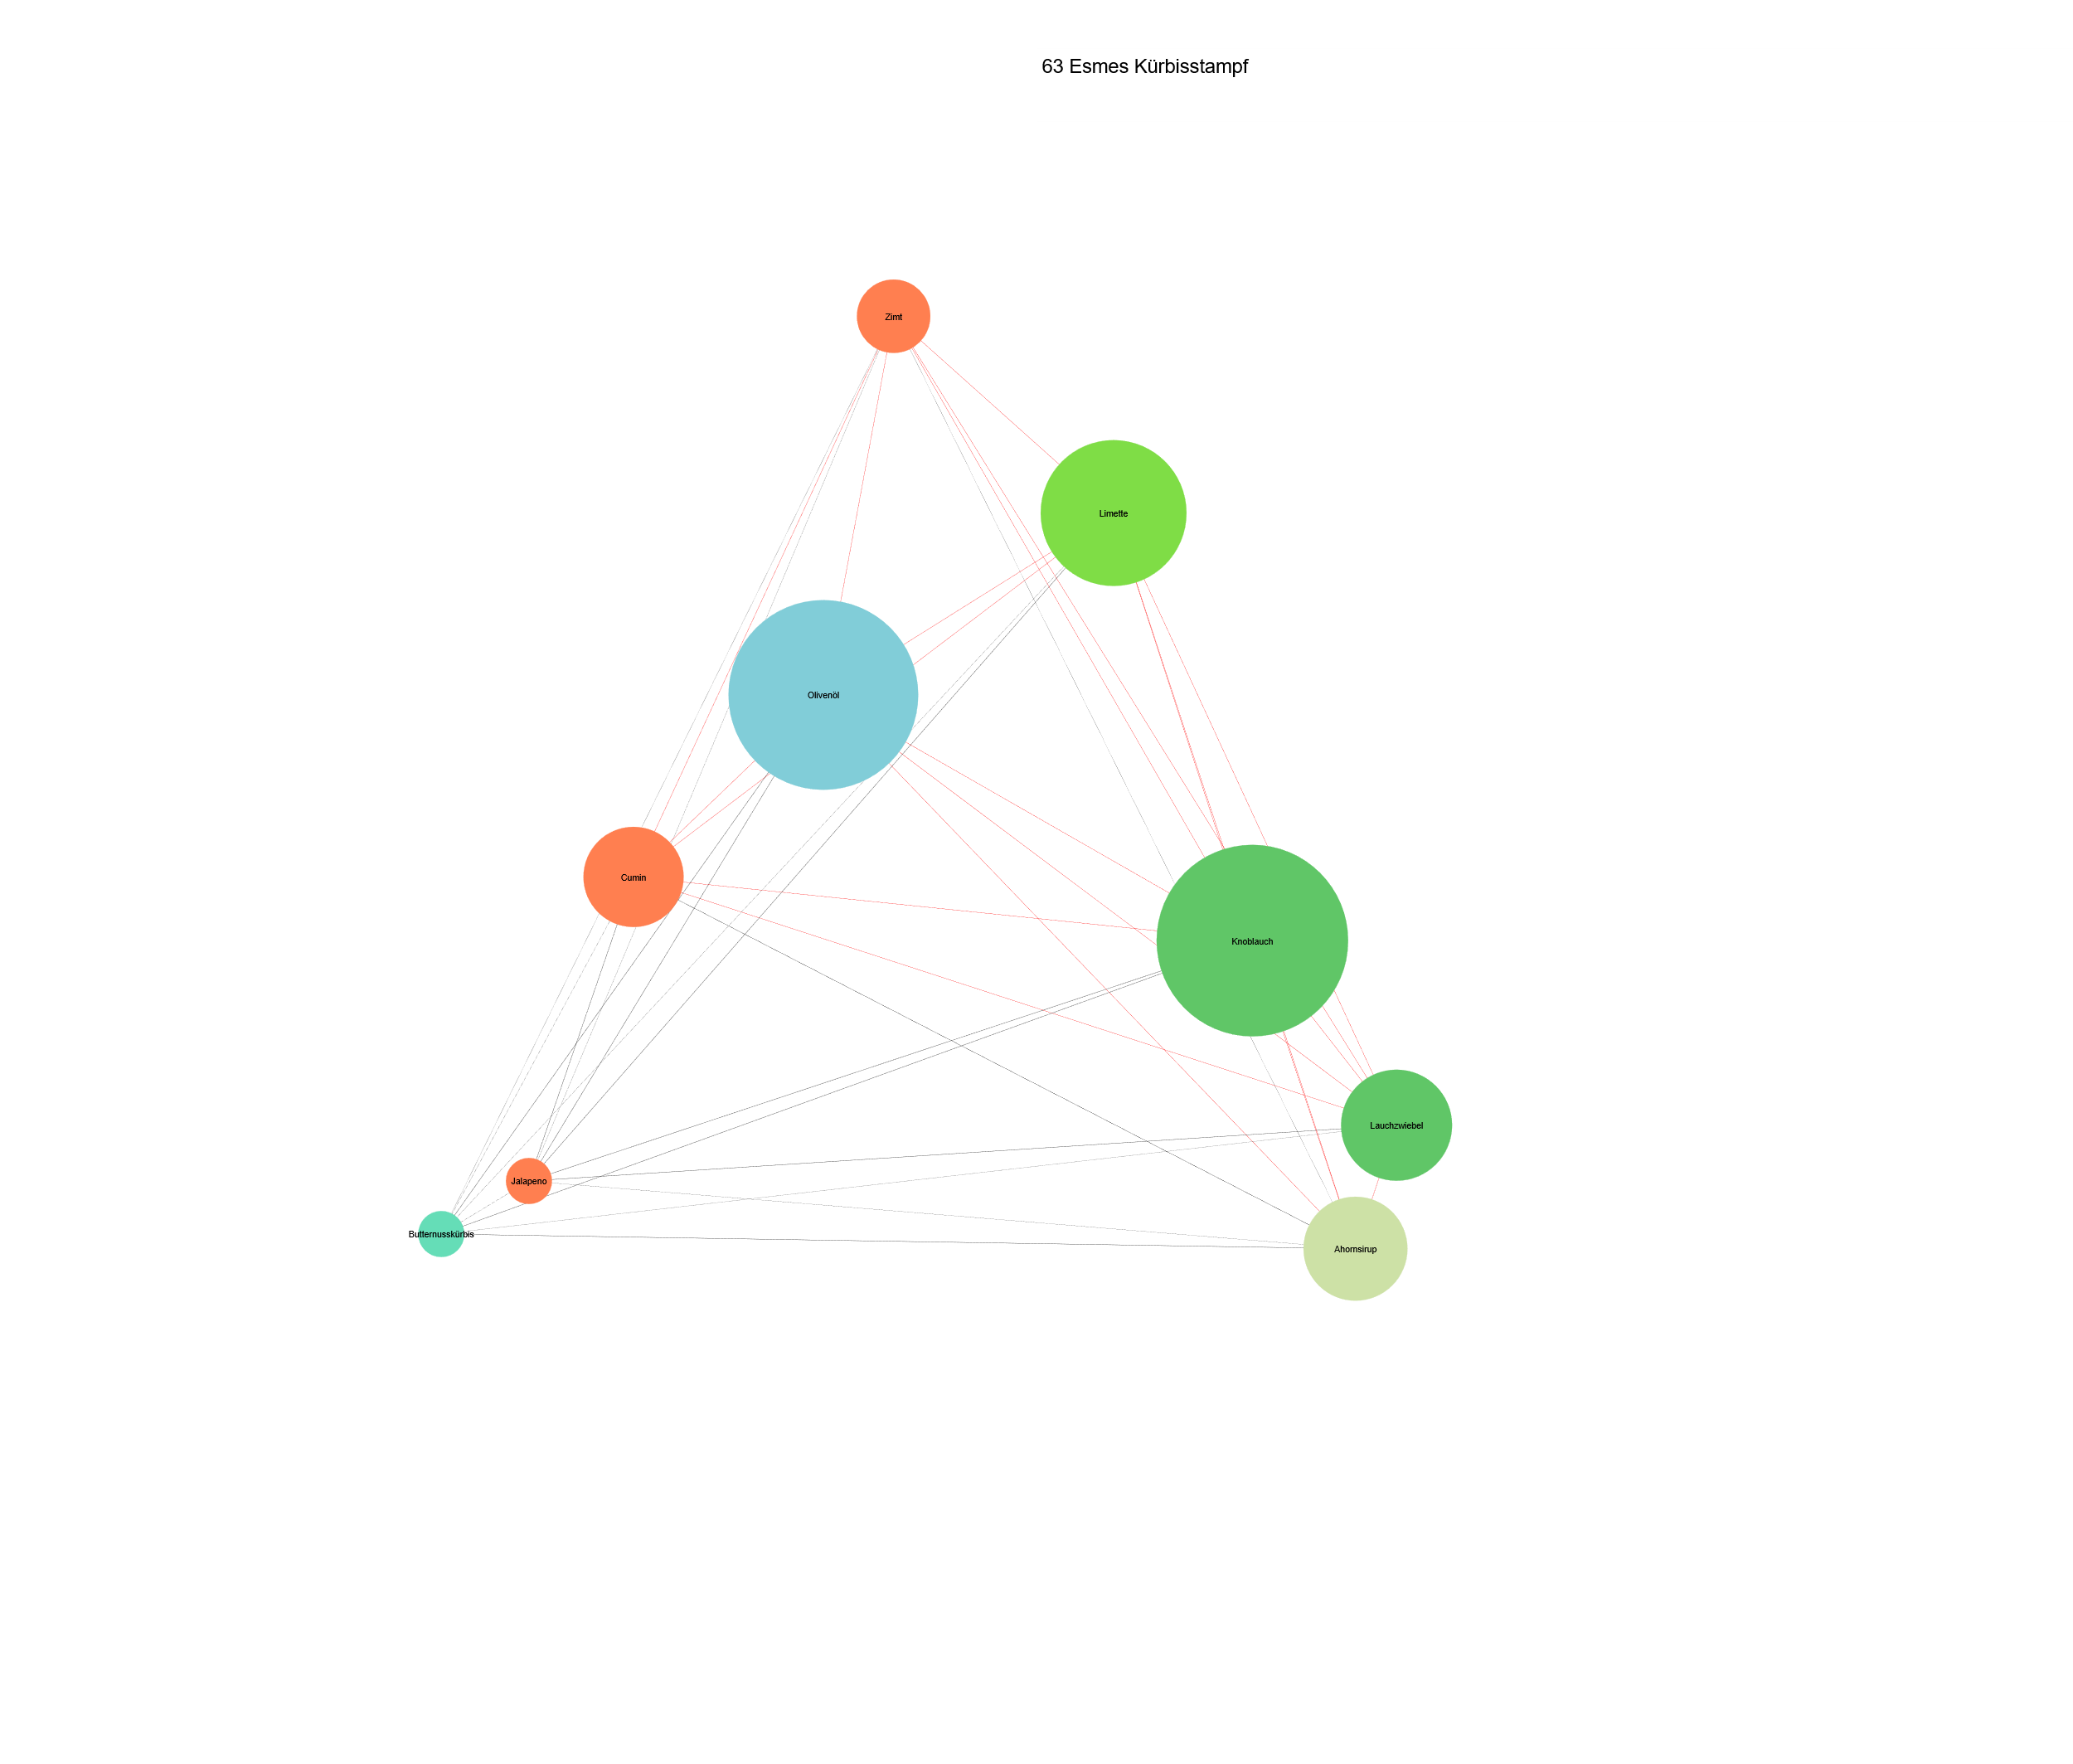 63 Esmes Kürbisstampf
Zimt
Limette
Olivenöl
Cumin
Knoblauch
Lauchzwiebel
Jalapeno
Butternusskürbis
Ahornsirup